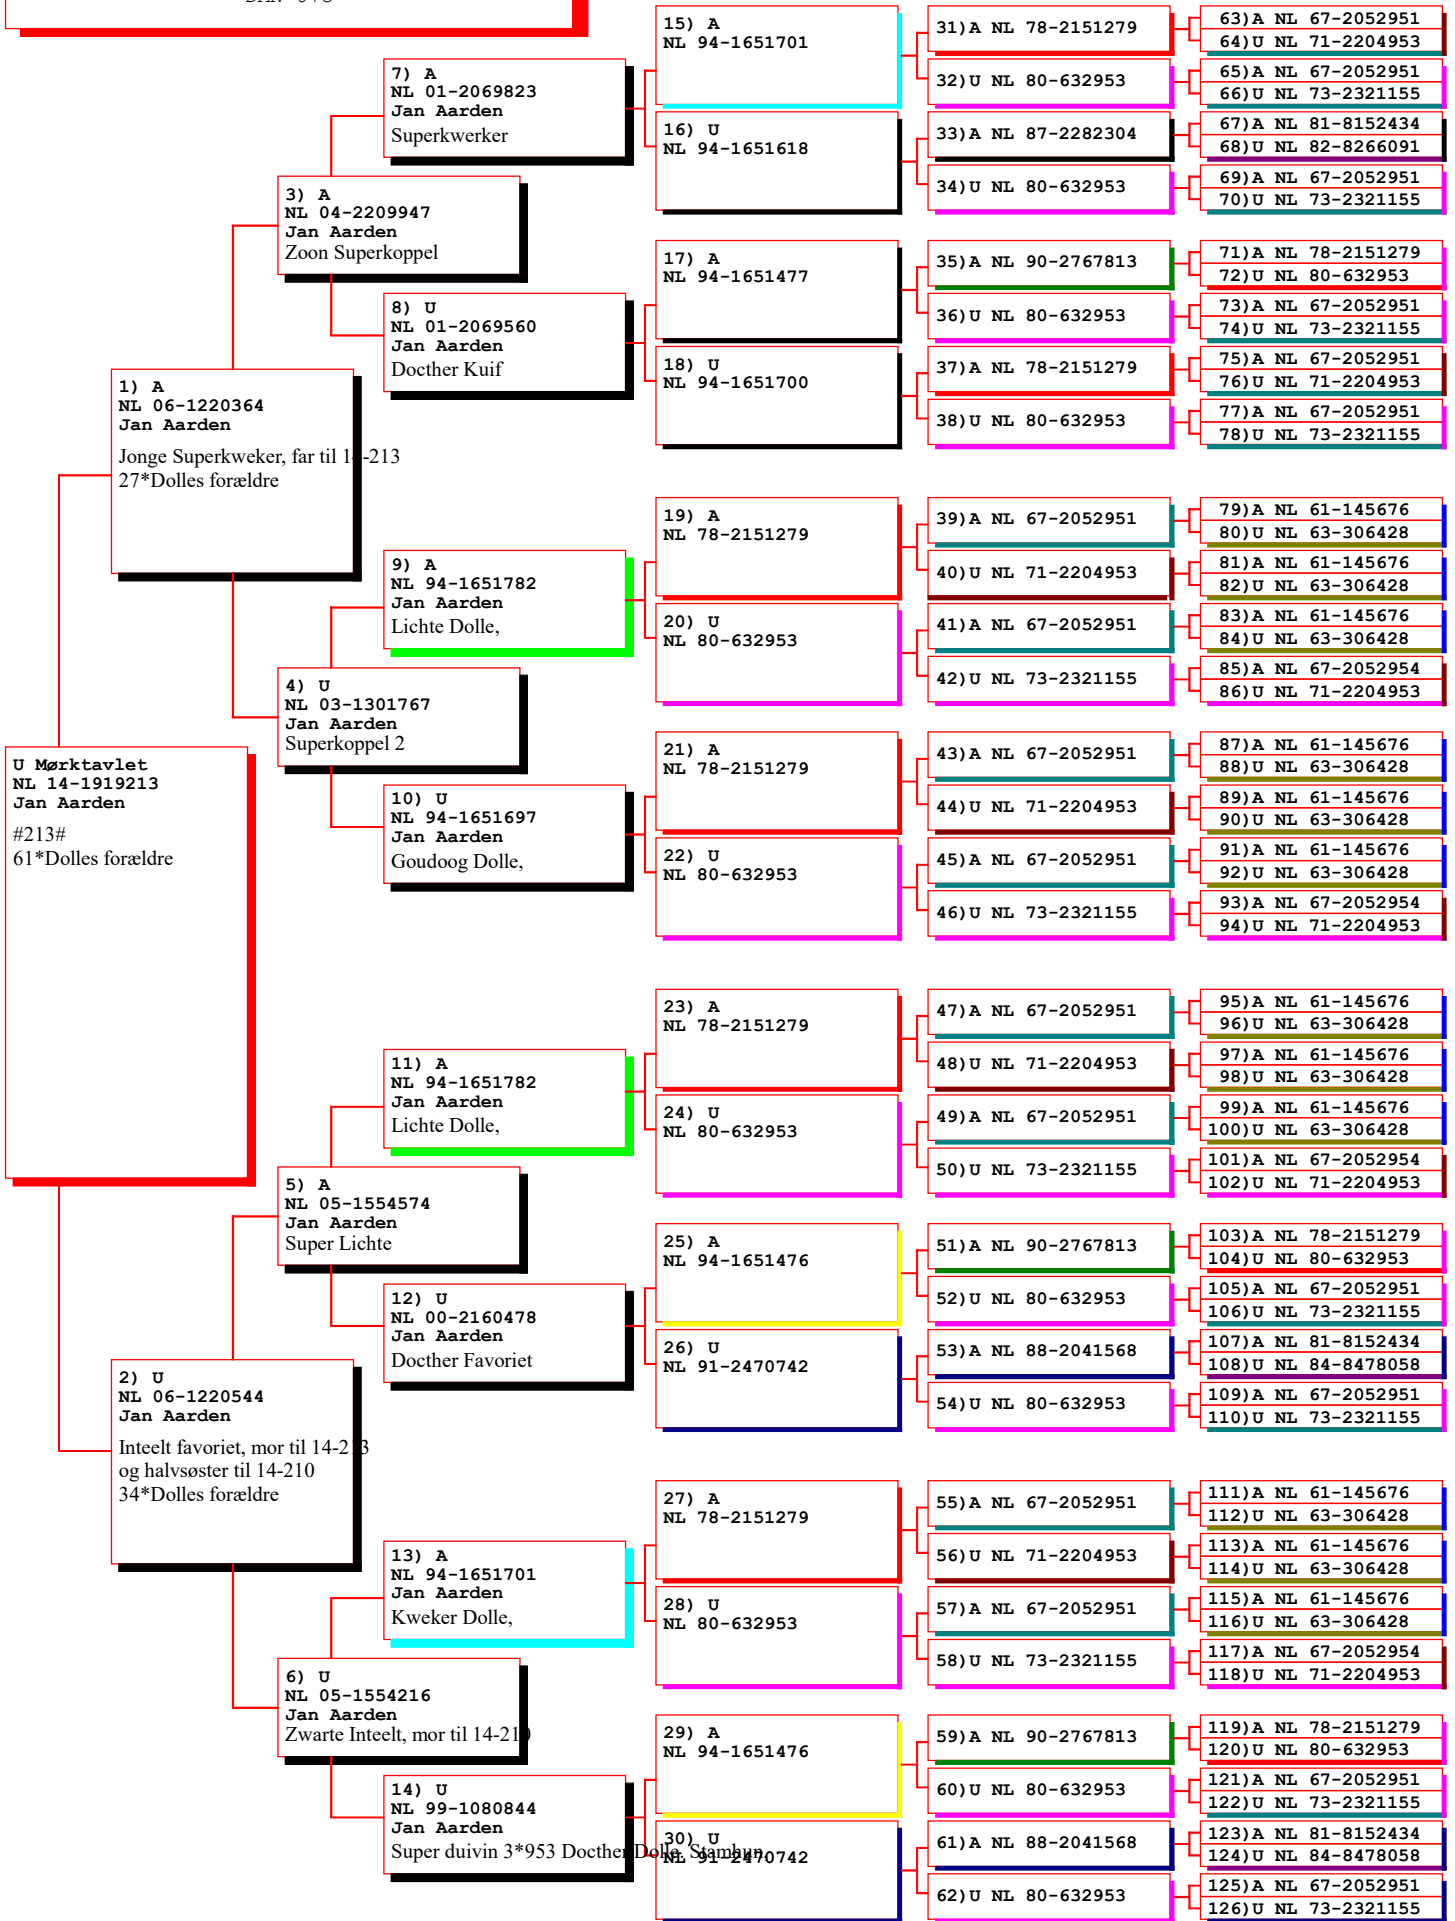 15) A
NL 94-1651701
31)A NL 78-2151279
63)A NL 67-2052951
64)U NL 71-2204953
7) A
NL 01-2069823
Jan Aarden
Superkwerker
32)U NL 80-632953
65)A NL 67-2052951
66)U NL 73-2321155
16) U
NL 94-1651618
33)A NL 87-2282304
67)A NL 81-8152434
68)U NL 82-8266091
34)U NL 80-632953
69)A NL 67-2052951
70)U NL 73-2321155
3) A
NL 04-2209947
Jan Aarden
Zoon Superkoppel
17) A
NL 94-1651477
35)A NL 90-2767813
71)A NL 78-2151279
72)U NL 80-632953
8) U
NL 01-2069560
Jan Aarden
Docther Kuif
36)U NL 80-632953
73)A NL 67-2052951
74)U NL 73-2321155
18) U
NL 94-1651700
37)A NL 78-2151279
75)A NL 67-2052951
76)U NL 71-2204953
38)U NL 80-632953
77)A NL 67-2052951
78)U NL 73-2321155
1) A
NL 06-1220364
Jan Aarden
Jonge Superkweker, far til 14-213
27*Dolles forældre
19) A
NL 78-2151279
39)A NL 67-2052951
79)A NL 61-145676
80)U NL 63-306428
9) A
NL 94-1651782
Jan Aarden
Lichte Dolle,
40)U NL 71-2204953
81)A NL 61-145676
82)U NL 63-306428
20) U
NL 80-632953
41)A NL 67-2052951
83)A NL 61-145676
84)U NL 63-306428
42)U NL 73-2321155
85)A NL 67-2052954
86)U NL 71-2204953
4) U
NL 03-1301767
Jan Aarden
Superkoppel 2
21) A
NL 78-2151279
43)A NL 67-2052951
87)A NL 61-145676
88)U NL 63-306428
10) U
NL 94-1651697
Jan Aarden
Goudoog Dolle,
44)U NL 71-2204953
89)A NL 61-145676
90)U NL 63-306428
22) U
NL 80-632953
45)A NL 67-2052951
91)A NL 61-145676
92)U NL 63-306428
46)U NL 73-2321155
93)A NL 67-2052954
94)U NL 71-2204953
U Mørktavlet
NL 14-1919213
Jan Aarden
#213#
61*Dolles forældre
23) A
NL 78-2151279
47)A NL 67-2052951
95)A NL 61-145676
96)U NL 63-306428
11) A
NL 94-1651782
Jan Aarden
Lichte Dolle,
48)U NL 71-2204953
97)A NL 61-145676
98)U NL 63-306428
24) U
NL 80-632953
49)A NL 67-2052951
99)A NL 61-145676
100)U NL 63-306428
50)U NL 73-2321155
101)A NL 67-2052954
102)U NL 71-2204953
5) A
NL 05-1554574
Jan Aarden
Super Lichte
25) A
NL 94-1651476
51)A NL 90-2767813
103)A NL 78-2151279
104)U NL 80-632953
12) U
NL 00-2160478
Jan Aarden
Docther Favoriet
52)U NL 80-632953
105)A NL 67-2052951
106)U NL 73-2321155
26) U
NL 91-2470742
53)A NL 88-2041568
107)A NL 81-8152434
108)U NL 84-8478058
54)U NL 80-632953
109)A NL 67-2052951
110)U NL 73-2321155
2) U
NL 06-1220544
Jan Aarden
Inteelt favoriet, mor til 14-213
og halvsøster til 14-210
34*Dolles forældre
27) A
NL 78-2151279
55)A NL 67-2052951
111)A NL 61-145676
112)U NL 63-306428
13) A
NL 94-1651701
Jan Aarden
Kweker Dolle,
56)U NL 71-2204953
113)A NL 61-145676
114)U NL 63-306428
28) U
NL 80-632953
57)A NL 67-2052951
115)A NL 61-145676
116)U NL 63-306428
58)U NL 73-2321155
117)A NL 67-2052954
118)U NL 71-2204953
6) U
NL 05-1554216
Jan Aarden
Zwarte Inteelt, mor til 14-210
29) A
NL 94-1651476
59)A NL 90-2767813
119)A NL 78-2151279
120)U NL 80-632953
14) U
NL 99-1080844
Jan Aarden
Super duivin 3*953 Docther Dolle, Stamhun
60)U NL 80-632953
121)A NL 67-2052951
122)U NL 73-2321155
30) U
NL 91-2470742
61)A NL 88-2041568
123)A NL 81-8152434
124)U NL 84-8478058
62)U NL 80-632953
125)A NL 67-2052951
126)U NL 73-2321155